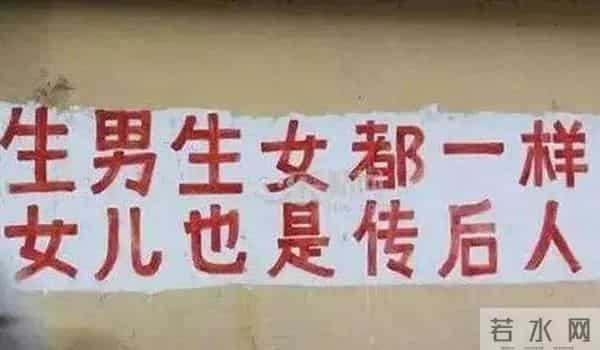 生男生女都一样
女儿也是传后人
若水网